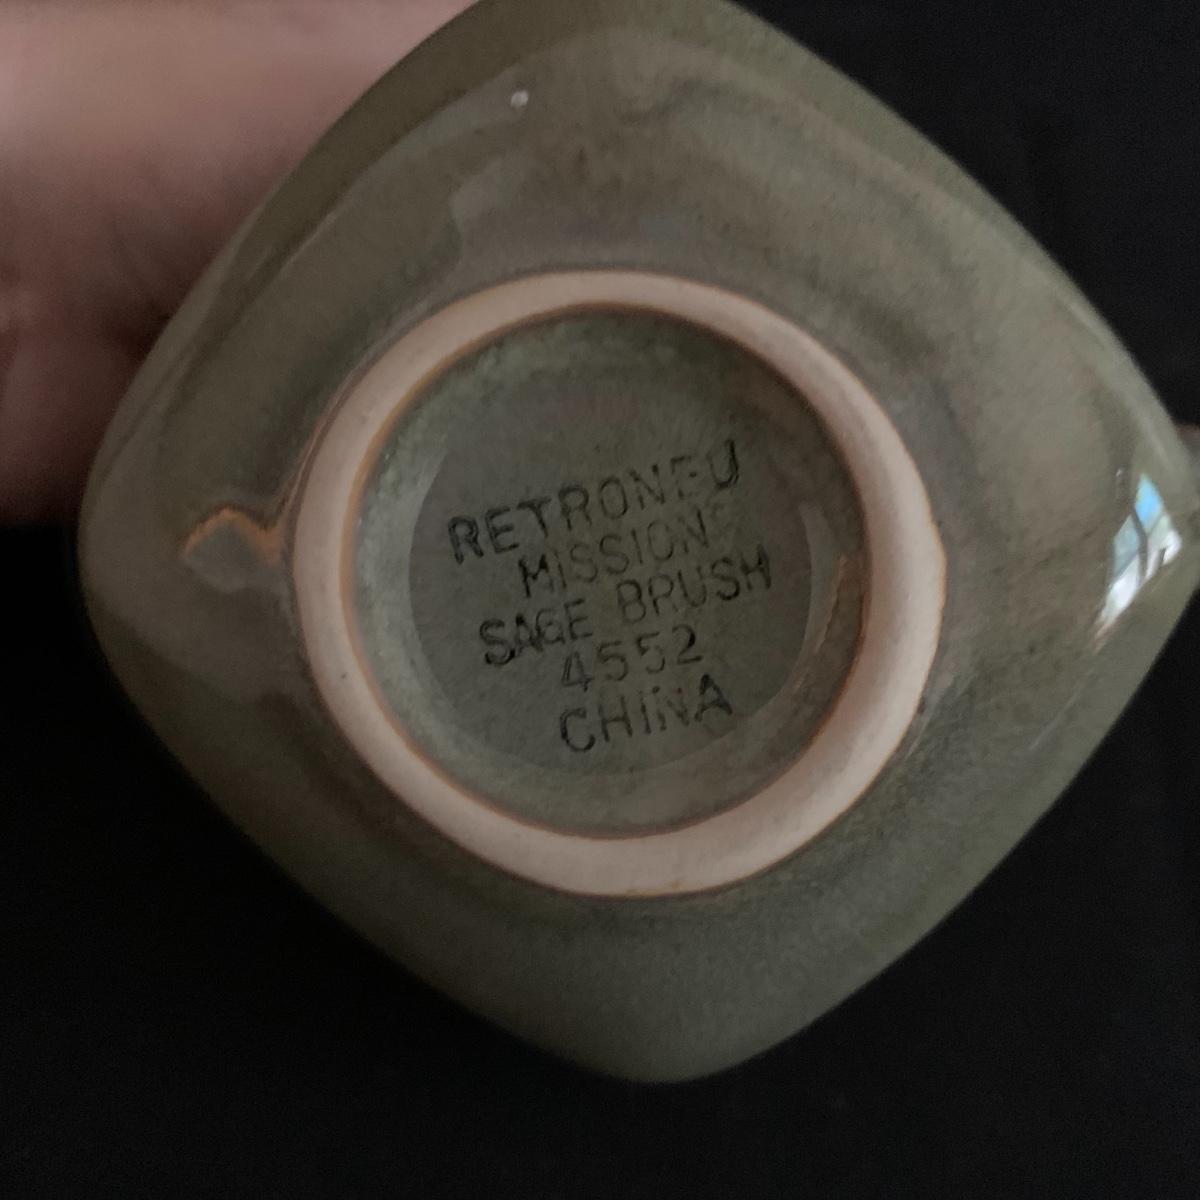 RETRONEU
MISSION
SAGE BRUSH
4552
CHINA